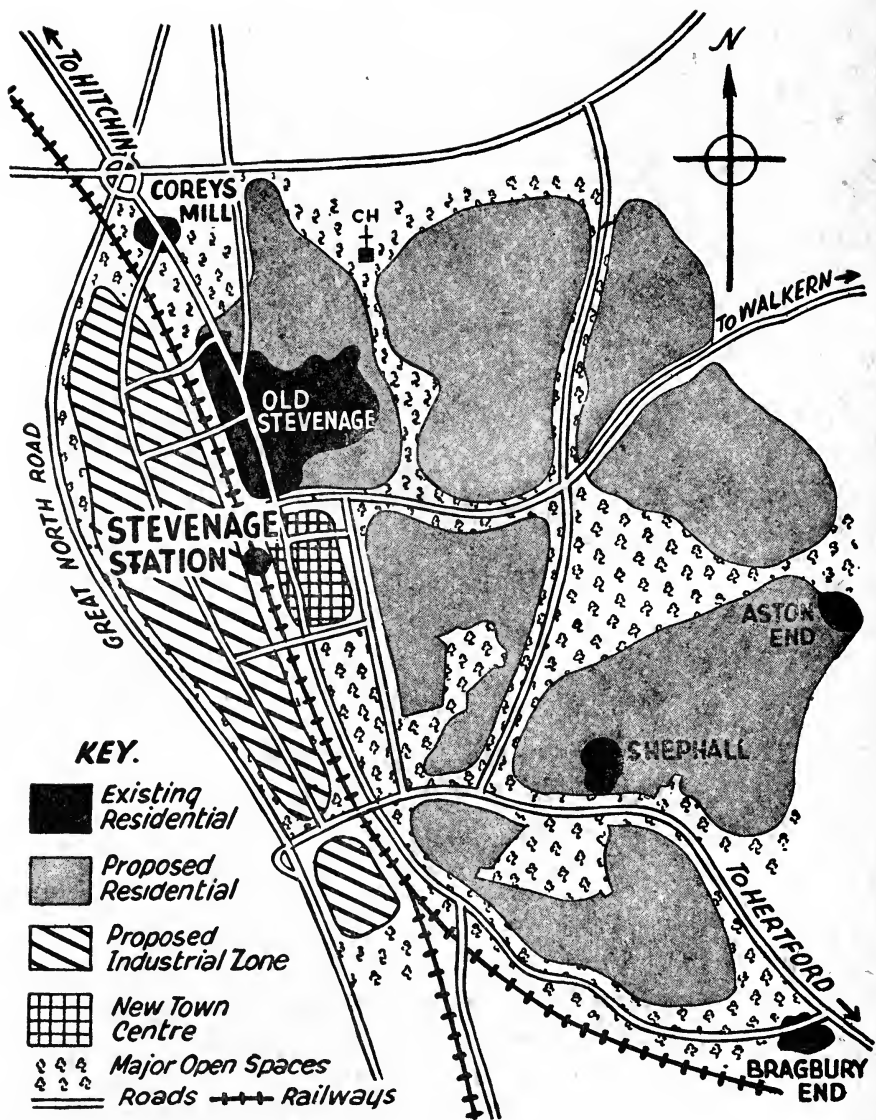 N
TO HITCHIN
COREYS
MILL
CH
TO WALKERN
OLD
STEVENAGE
GREAT NORTH ROAD
STEVENAGE
STATION
ASTON
END
SHEPHALL
TO HERTFORD
BRAGBURY
END
KEY.
Existing
Residential
Proposed
Residential
Proposed
Industrial Zone
New Town
Centre
Major Open Spaces
Roads
Railways